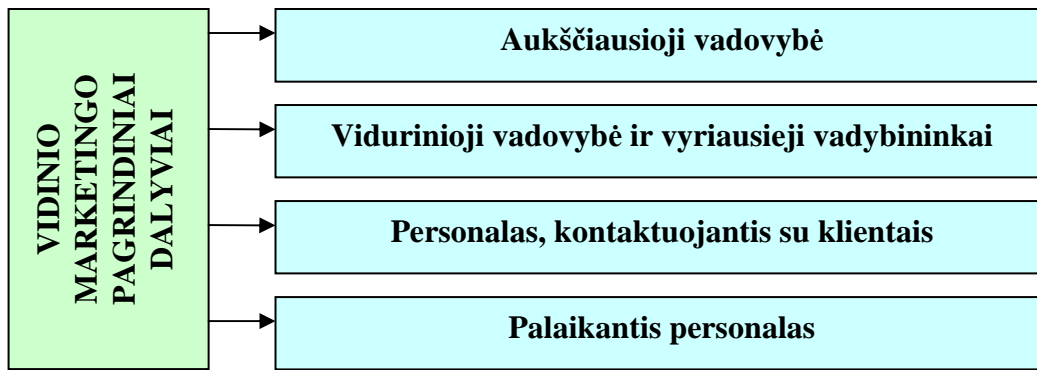 VIDINIO
MARKETINGO
PAGRINDINIAI
DALYVIAI
Aukščiausioji vadovybė
Vidurinioji vadovybė ir vyriausieji vadybininkai
Personalas, kontaktuojantis su klientais
Palaikantis personalas